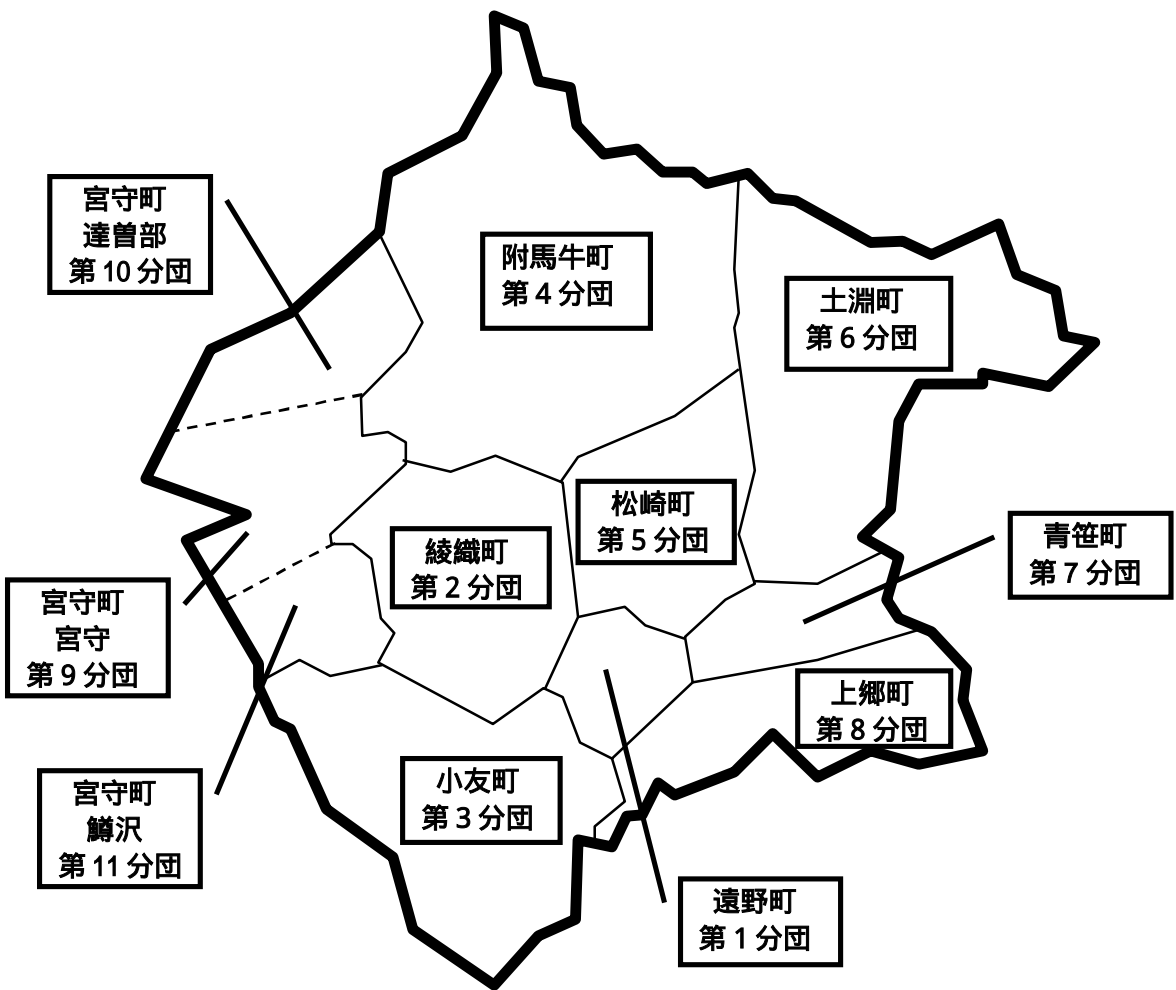 宮守町
達曽部
第 10 分団
附馬牛町
第 4 分団
土淵町
第 6 分団
松崎町
第 5 分団
綾織町
第 2 分団
青笹町
第 7 分団
宮守町
宮守
第 9 分団
上郷町
第 8 分団
小友町
第 3 分団
宮守町
鱒沢
第 11 分団
遠野町
第 1 分団